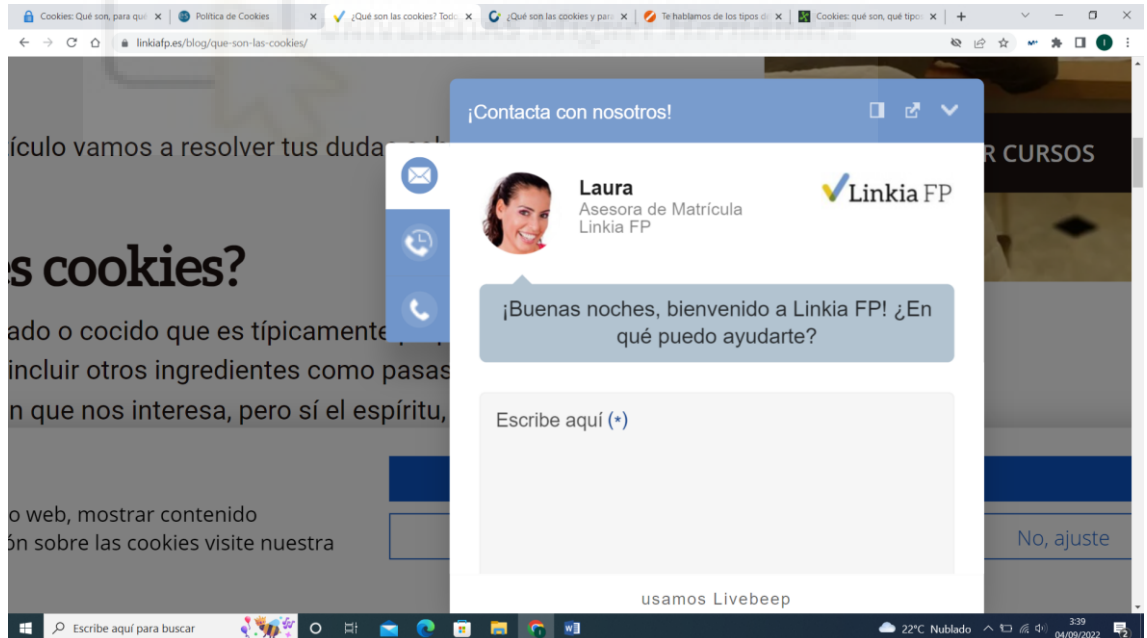 Cookies: Qué son, para qué
Política de Cookies
¿Qué son las cookies? Todo
¿Qué son las cookies y para
Te hablamos de los tipos de
Cookies: qué son, qué tipo
linkiafp.es/blog/que-son-las-cookies/
¡Contacta con nosotros!
ículo vamos a resolver tus duda
R CURSOS
Laura
Asesora de Matrícula
Linkia FP
Linkia FP
s cookies?
¡Buenas noches, bienvenido a Linkia FP! ¿En
qué puedo ayudarte?
ado o cocido que es típicamente
incluir otros ingredientes como pasas
n que nos interesa, pero sí el espíritu,
Escribe aquí (*)
o web, mostrar contenido
ón sobre las cookies visite nuestra
No, ajuste
usamos Livebeep
Escribe aquí para buscar
22°C Nublado
3:39
04/09/2022